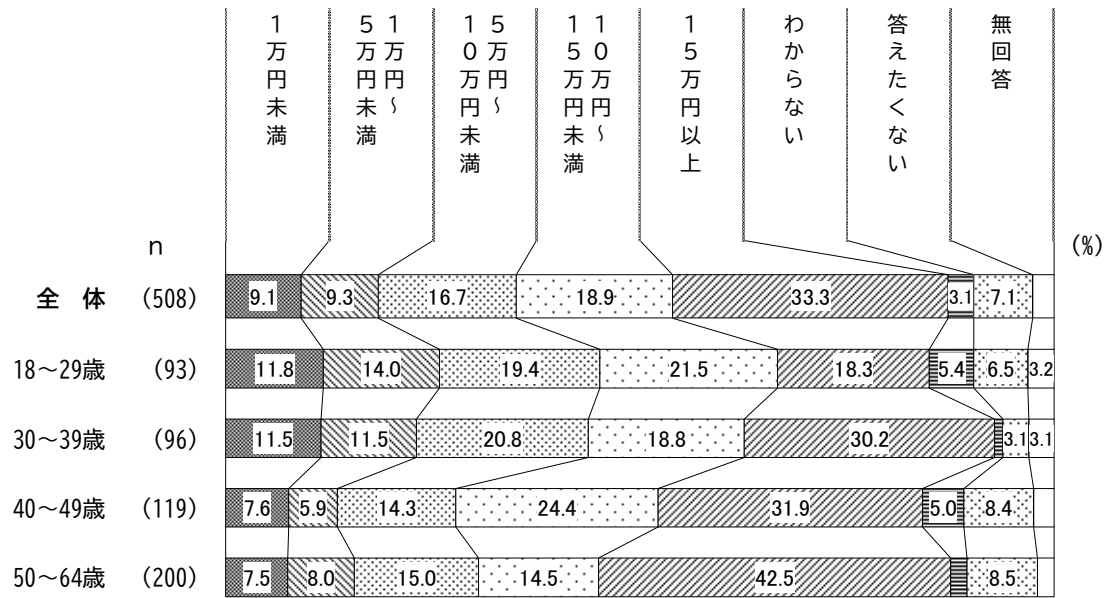 1万円未満
1万円～5万円未満
5万円～10万円未満
10万円～15万円未満
15万円以上
わからない
答えたくない
無回答
n
(%)
全 体 (508) 9.1 9.3 16.7 18.9 33.3 3.1 7.1
18～29歳 (93) 11.8 14.0 19.4 21.5 18.3 5.4 6.5 3.2
30～39歳 (96) 11.5 11.5 20.8 18.8 30.2 3.1 3.1
40～49歳 (119) 7.6 5.9 14.3 24.4 31.9 5.0 8.4
50～64歳 (200) 7.5 8.0 15.0 14.5 42.5 8.5